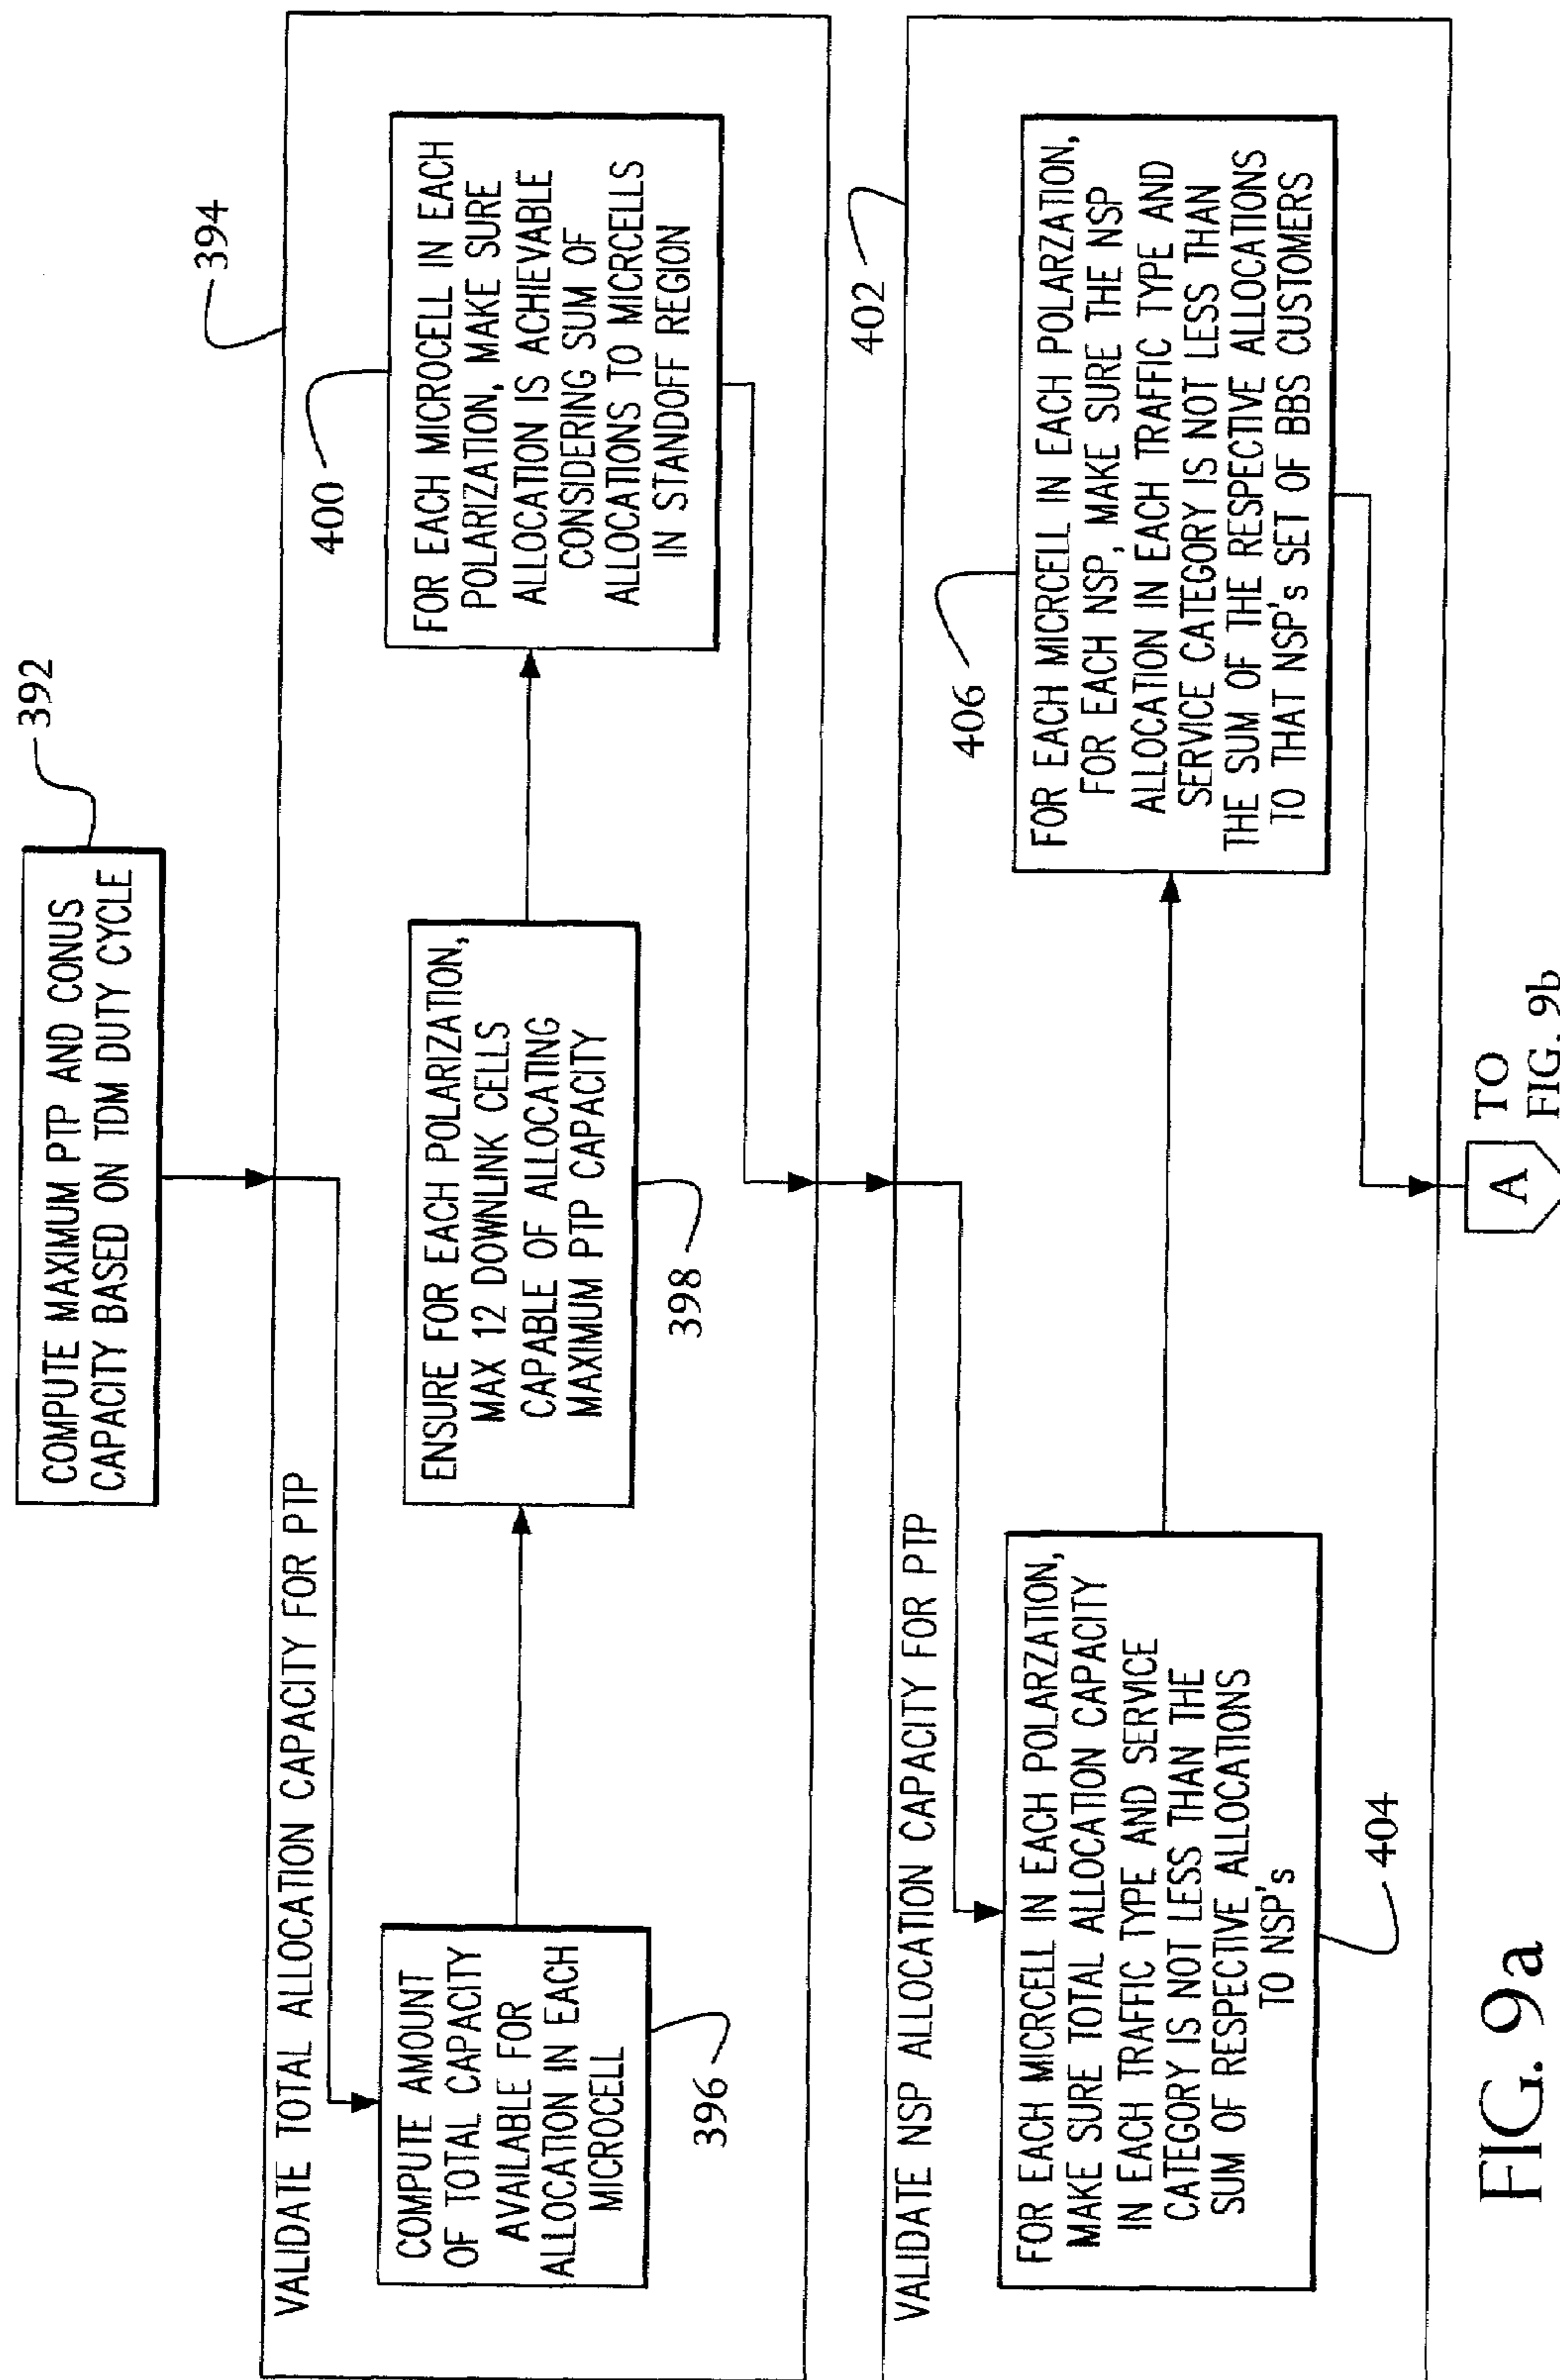 392
COMPUTE MAXIMUM PTP AND CONUS
CAPACITY BASED ON TDM DUTY CYCLE
394
VALIDATE TOTAL ALLOCATION CAPACITY FOR PTP
COMPUTE AMOUNT
OF TOTAL CAPACITY
AVAILABLE FOR
ALLOCATION IN EACH
MICROCELL
396
ENSURE FOR EACH POLARIZATION,
MAX 12 DOWNLINK CELLS
CAPABLE OF ALLOCATING
MAXIMUM PTP CAPACITY
398
400
FOR EACH MICROCELL IN EACH
POLARIZATION, MAKE SURE
ALLOCATION IS ACHIEVABLE
CONSIDERING SUM OF
ALLOCATIONS TO MICRCELLS
IN STANDOFF REGION
402
VALIDATE NSP ALLOCATION CAPACITY FOR PTP
FOR EACH MICRCELL IN EACH POLARZATION,
MAKE SURE TOTAL ALLOCATION CAPACITY
IN EACH TRAFFIC TYPE AND SERVICE
CATEGORY IS NOT LESS THAN THE
SUM OF RESPECTIVE ALLOCATIONS
TO NSP's
404
406
FOR EACH MICRCELL IN EACH POLARZATION,
FOR EACH NSP, MAKE SURE THE NSP
ALLOCATION IN EACH TRAFFIC TYPE AND
SERVICE CATEGORY IS NOT LESS THAN
THE SUM OF THE RESPECTIVE ALLOCATIONS
TO THAT NSP's SET OF BBS CUSTOMERS
A
TO
FIG. 9b
FIG. 9a